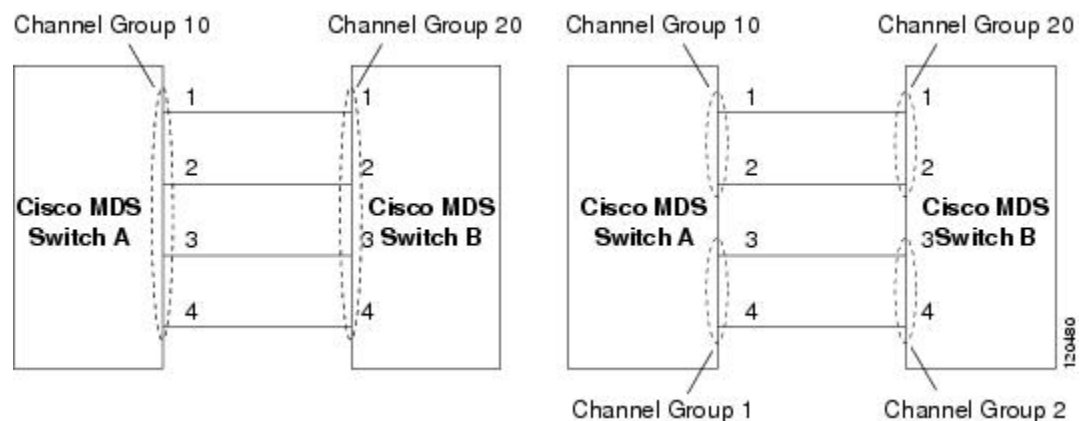 Channel Group 10
Channel Group 20
1
1
2
2
Cisco MDS
Switch A
Cisco MDS
Switch B
3
3
4
4
Channel Group 10
Channel Group 20
1
1
2
2
Cisco MDS
Switch A
Cisco MDS
Switch B
3
3
4
4
Channel Group 1
Channel Group 2
120480